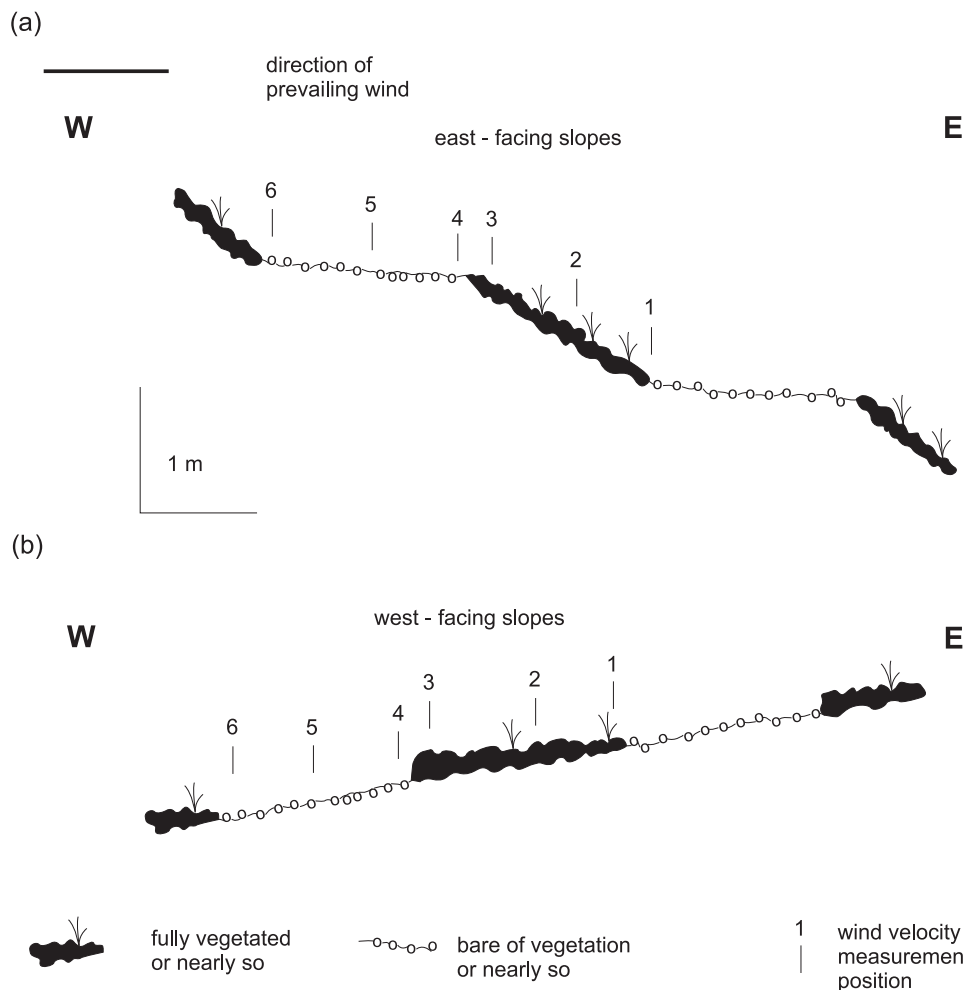 (a)
direction of
prevailing wind
W
E
east - facing slopes
6
5
4
3
2
1
1 m
(b)
west - facing slopes
W
E
6
5
4
3
2
1
fully vegetated
or nearly so
bare of vegetation
or nearly so
1
wind velocity
measuremen
position